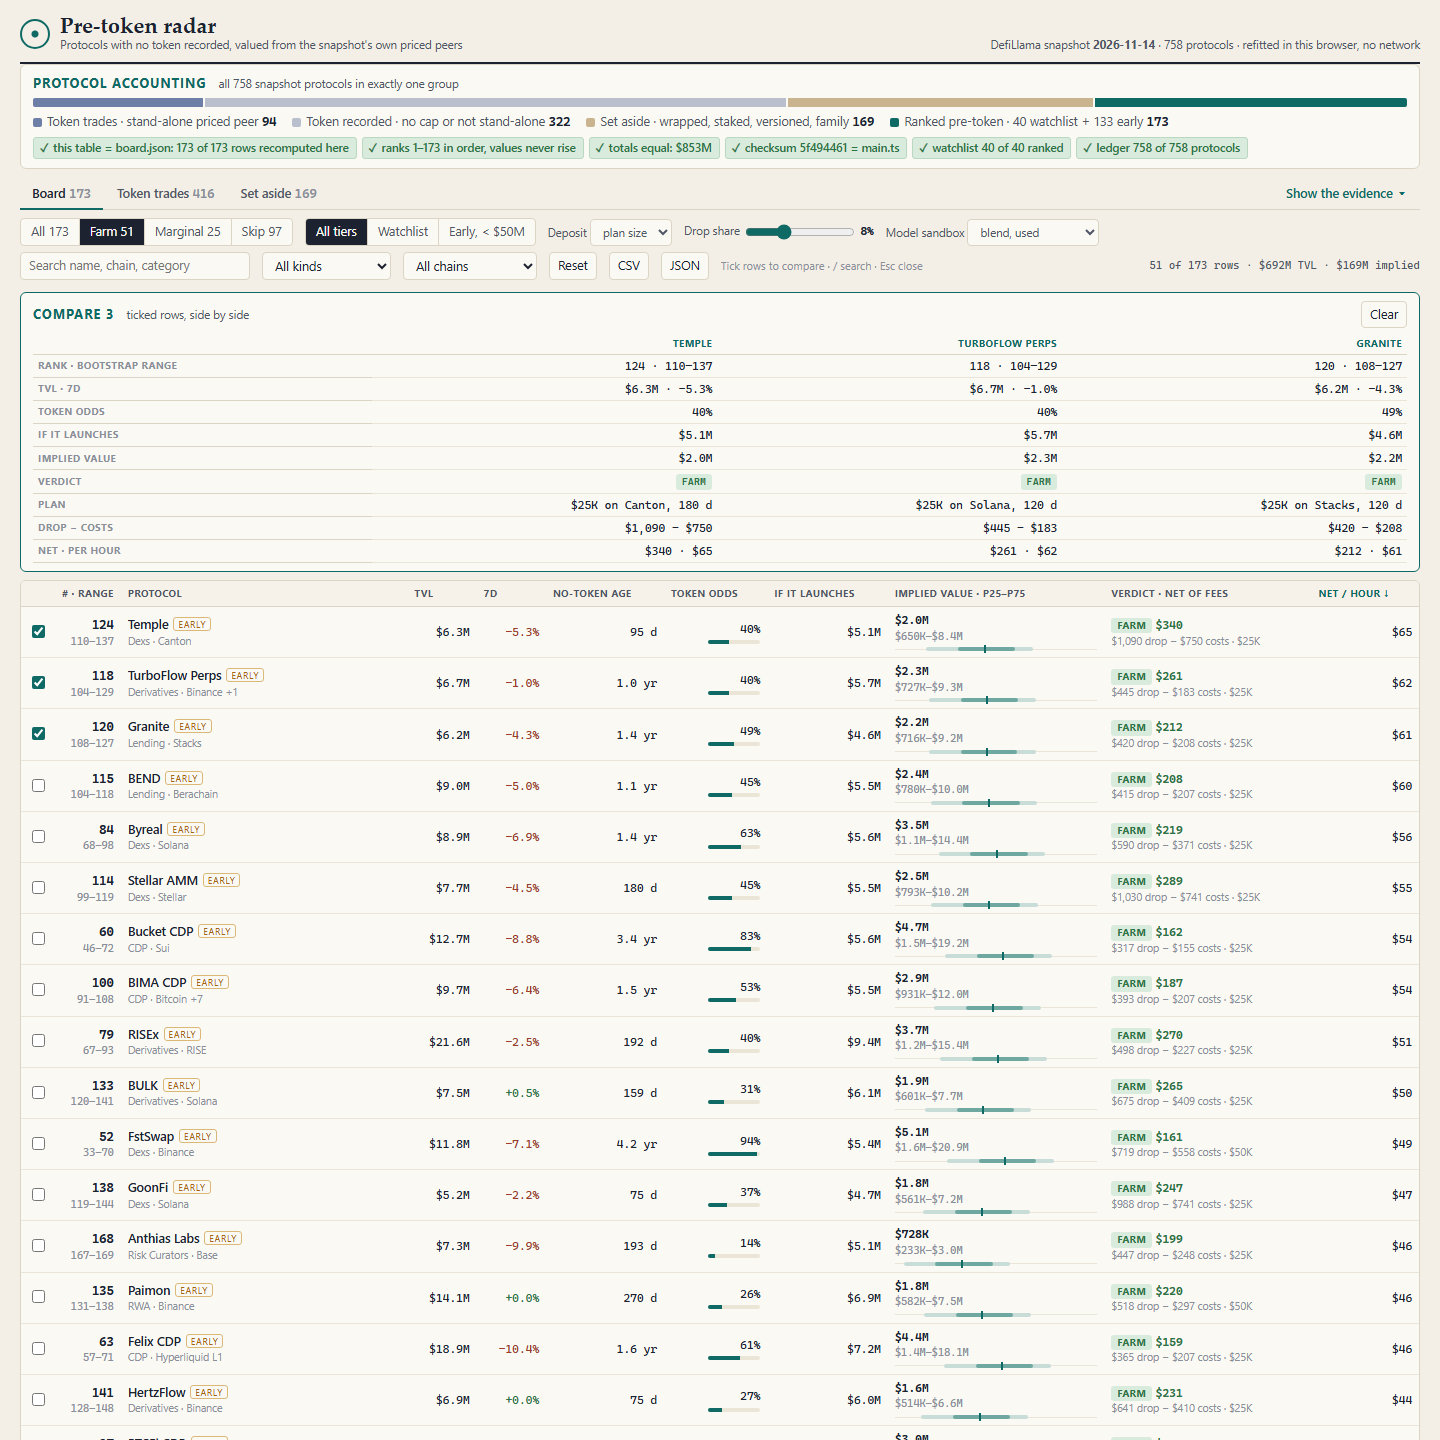 Pre-token radar
Protocols with no token recorded, valued from the snapshot's own priced peers
DefiLlama snapshot 2026-11-14 · 758 protocols · refitted in this browser, no network
PROTOCOL ACCOUNTING all 758 snapshot protocols in exactly one group
Token trades · stand-alone priced peer 94 Token recorded · no cap or not stand-alone 322 Set aside · wrapped, staked, versioned, family 169 Ranked pre-token · 40 watchlist + 133 early 173
✓ this table = board.json: 173 of 173 rows recomputed here ✓ ranks 1–173 in order, values never rise ✓ totals equal: $853M ✓ checksum 5f494461 = main.ts ✓ watchlist 40 of 40 ranked ✓ ledger 758 of 758 protocols
Board 173 Token trades 416 Set aside 169 Show the evidence
All 173 Farm 51 Marginal 25 Skip 97 All tiers Watchlist Early, < $50M Deposit plan size Drop share 8% Model sandbox blend, used
Search name, chain, category All kinds All chains Reset CSV JSON Tick rows to compare · / search · Esc close 51 of 173 rows · $692M TVL · $169M implied
COMPARE 3 ticked rows, side by side Clear
TEMPLE TURBOFLOW PERPS GRANITE
RANK · BOOTSTRAP RANGE 124 · 110–137 118 · 104–129 120 · 108–127
TVL · 7D $6.3M · −5.3% $6.7M · −1.0% $6.2M · −4.3%
TOKEN ODDS 40% 40% 49%
IF IT LAUNCHES $5.1M $5.7M $4.6M
IMPLIED VALUE $2.0M $2.3M $2.2M
VERDICT FARM FARM FARM
PLAN $25K on Canton, 180 d $25K on Solana, 120 d $25K on Stacks, 120 d
DROP − COSTS $1,090 − $750 $445 − $183 $420 − $208
NET · PER HOUR $340 · $65 $261 · $62 $212 · $61
# · RANGE PROTOCOL TVL 7D NO-TOKEN AGE TOKEN ODDS IF IT LAUNCHES IMPLIED VALUE · P25–P75 VERDICT · NET OF FEES NET / HOUR ↓
124 Temple EARLY $6.3M −5.3% 95 d 40% $5.1M $2.0M FARM $340 $65
110–137 Dexs · Canton $650K–$8.4M $1,090 drop − $750 costs · $25K
118 TurboFlow Perps EARLY $6.7M −1.0% 1.0 yr 40% $5.7M $2.3M FARM $261 $62
104–129 Derivatives · Binance +1 $727K–$9.3M $445 drop − $183 costs · $25K
120 Granite EARLY $6.2M −4.3% 1.4 yr 49% $4.6M $2.2M FARM $212 $61
108–127 Lending · Stacks $716K–$9.2M $420 drop − $208 costs · $25K
115 BEND EARLY $9.0M −5.0% 1.1 yr 45% $5.5M $2.4M FARM $208 $60
104–118 Lending · Berachain $780K–$10.0M $415 drop − $207 costs · $25K
84 Byreal EARLY $8.9M −6.9% 1.4 yr 63% $5.6M $3.5M FARM $219 $56
68–98 Dexs · Solana $1.1M–$14.4M $590 drop − $371 costs · $25K
114 Stellar AMM EARLY $7.7M −4.5% 180 d 45% $5.5M $2.5M FARM $289 $55
99–119 Dexs · Stellar $793K–$10.2M $1,030 drop − $741 costs · $25K
60 Bucket CDP EARLY $12.7M −8.8% 3.4 yr 83% $5.6M $4.7M FARM $162 $54
46–72 CDP · Sui $1.5M–$19.2M $317 drop − $155 costs · $25K
100 BIMA CDP EARLY $9.7M −6.4% 1.5 yr 53% $5.5M $2.9M FARM $187 $54
91–108 CDP · Bitcoin +7 $931K–$12.0M $393 drop − $207 costs · $25K
79 RISEx EARLY $21.6M −2.5% 192 d 40% $9.4M $3.7M FARM $270 $51
67–93 Derivatives · RISE $1.2M–$15.4M $498 drop − $227 costs · $25K
133 BULK EARLY $7.5M +0.5% 159 d 31% $6.1M $1.9M FARM $265 $50
120–141 Derivatives · Solana $601K–$7.7M $675 drop − $409 costs · $25K
52 FstSwap EARLY $11.8M −7.1% 4.2 yr 94% $5.4M $5.1M FARM $161 $49
33–70 Dexs · Binance $1.6M–$20.9M $719 drop − $558 costs · $50K
138 GoonFi EARLY $5.2M −2.2% 75 d 37% $4.7M $1.8M FARM $247 $47
119–144 Dexs · Solana $561K–$7.2M $988 drop − $741 costs · $25K
168 Anthias Labs EARLY $7.3M −9.9% 193 d 14% $5.1M $728K FARM $199 $46
167–169 Risk Curators · Base $233K–$3.0M $447 drop − $248 costs · $25K
135 Paimon EARLY $14.1M +0.0% 270 d 26% $6.9M $1.8M FARM $220 $46
131–138 RWA · Binance $582K–$7.5M $518 drop − $297 costs · $50K
63 Felix CDP EARLY $18.9M −10.4% 1.6 yr 61% $7.2M $4.4M FARM $159 $46
57–71 CDP · Hyperliquid L1 $1.4M–$18.1M $365 drop − $207 costs · $25K
141 HertzFlow EARLY $6.9M +0.0% 75 d 27% $6.0M $1.6M FARM $231 $44
128–148 Derivatives · Binance $514K–$6.6M $641 drop − $410 costs · $25K